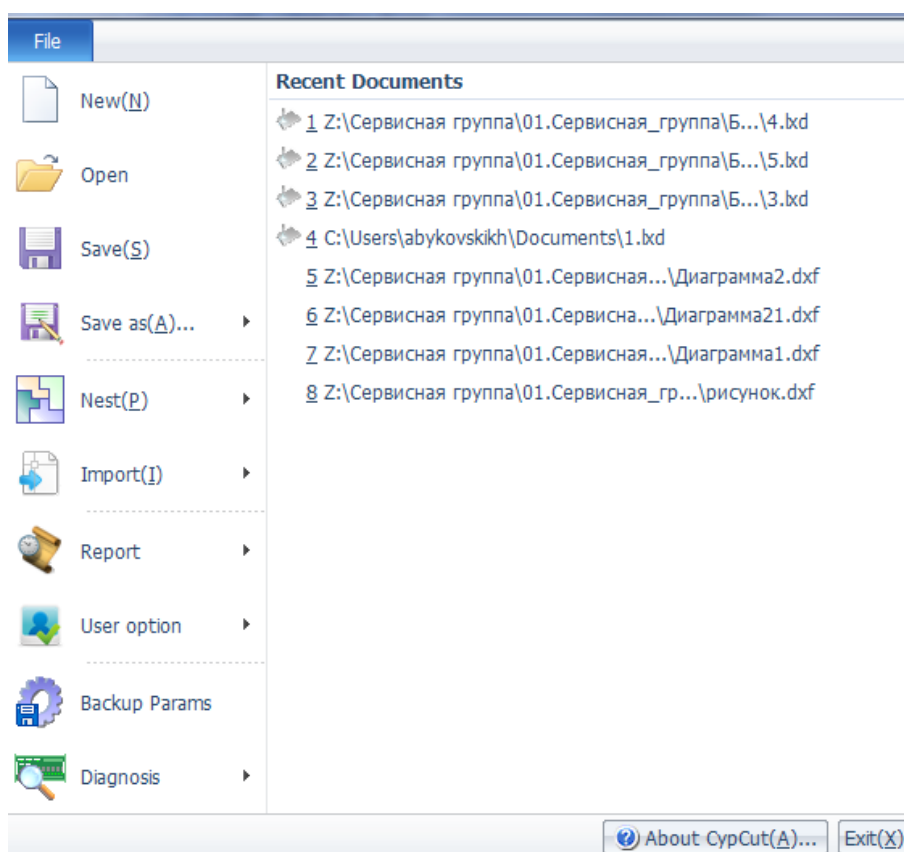 File
New(N)
Open
Save(S)
Save as(A)...
Nest(P)
Import(I)
Report
User option
Backup Params
Diagnosis
Recent Documents
1 Z:\Сервисная группа\01.Сервисная_группа\Б...\4.lxd
2 Z:\Сервисная группа\01.Сервисная_группа\Б...\5.lxd
3 Z:\Сервисная группа\01.Сервисная_группа\Б...\3.lxd
4 C:\Users\abykovskikh\Documents\1.lxd
5 Z:\Сервисная группа\01.Сервисная...\Диаграмма2.dxf
6 Z:\Сервисная группа\01.Сервисна...\Диаграмма21.dxf
7 Z:\Сервисная группа\01.Сервисная...\Диаграмма1.dxf
8 Z:\Сервисная группа\01.Сервисная_гр...\рисунок.dxf
About CypCut(A)...
Exit(X)